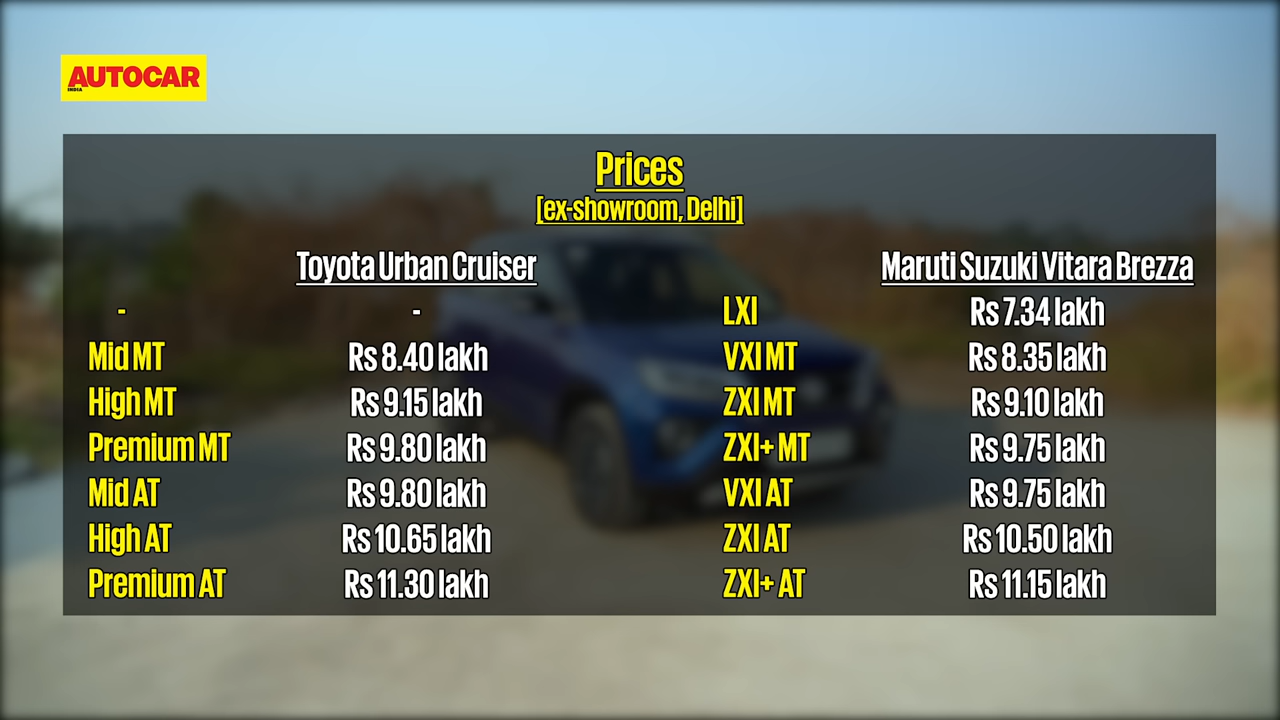 AUTOCAR
INDIA
Prices
[ex-showroom, Delhi]
Toyota Urban Cruiser Maruti Suzuki Vitara Brezza
- - LXI Rs 7.34 lakh
Mid MT Rs 8.40 lakh VXI MT Rs 8.35 lakh
High MT Rs 9.15 lakh ZXI MT Rs 9.10 lakh
Premium MT Rs 9.80 lakh ZXI+ MT Rs 9.75 lakh
Mid AT Rs 9.80 lakh VXI AT Rs 9.75 lakh
High AT Rs 10.65 lakh ZXI AT Rs 10.50 lakh
Premium AT Rs 11.30 lakh ZXI+ AT Rs 11.15 lakh